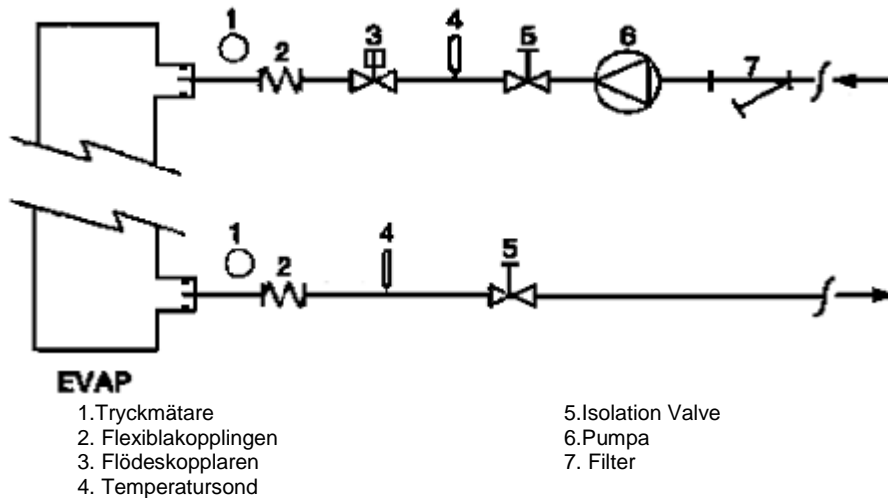 1 2 3 4 5 6 7
1 2 4 5
EVAP
1.Tryckmätare
2. Flexiblakopplingen
3. Flödeskopplaren
4. Temperatursond
5.Isolation Valve
6.Pumpa
7. Filter